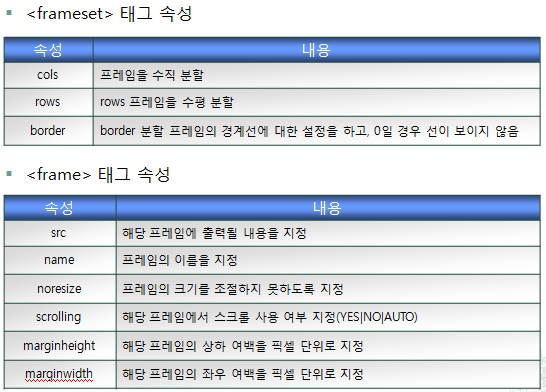 <frameset> 태그 속성
속성 내용
cols 프레임을 수직 분할
rows rows 프레임을 수평 분할
border border 분할 프레임의 경계선에 대한 설정을 하고, 0일 경우 선이 보이지 않음
<frame> 태그 속성
속성 내용
src 해당 프레임에 출력될 내용을 지정
name 프레임의 이름을 지정
noresize 프레임의 크기를 조절하지 못하도록 지정
scrolling 해당 프레임에서 스크롤 사용 여부 지정(YES|NO|AUTO)
marginheight 해당 프레임의 상하 여백을 픽셀 단위로 지정
marginwidth 해당 프레임의 좌우 여백을 픽셀 단위로 지정